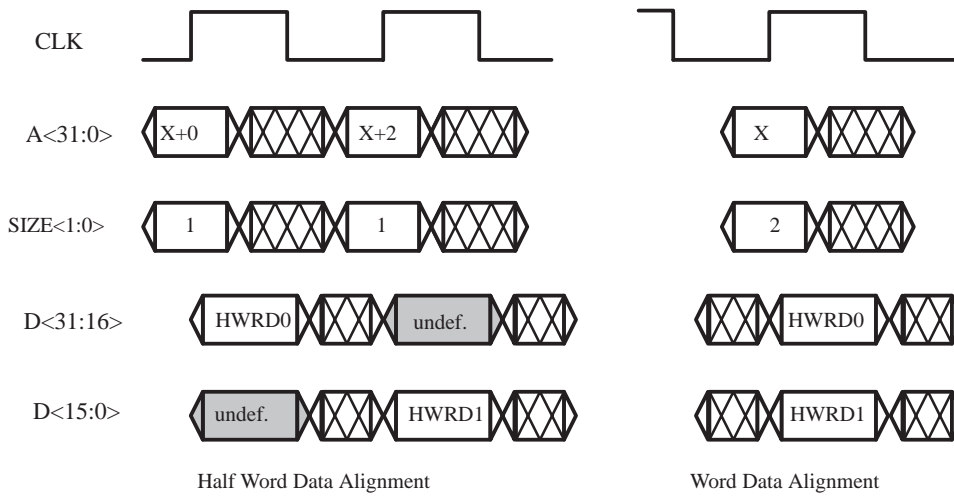 CLK
A<31:0> X+0 X+2 X
SIZE<1:0> 1 1 2
D<31:16> HWRD0 undef. HWRD0
D<15:0> undef. HWRD1 HWRD1
Half Word Data Alignment Word Data Alignment